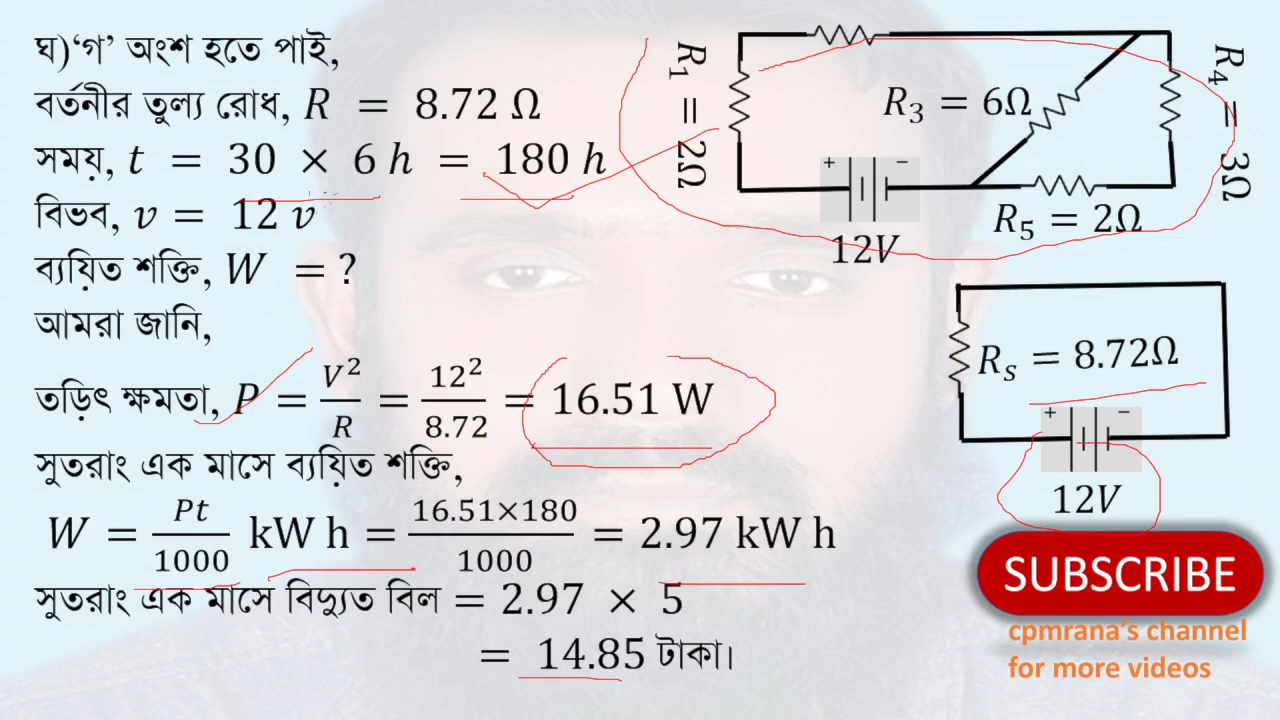 ঘ)‘গ’ অংশ হতে পাই,
বর্তনীর তুল্য রোধ, R = 8.72 Ω
সময়, t = 30 × 6 h = 180 h
বিভব, v = 12 v
ব্যয়িত শক্তি, W = ?
আমরা জানি,
তড়িৎ ক্ষমতা, P = V²/R = 12²/8.72 = 16.51 W
সুতরাং এক মাসে ব্যয়িত শক্তি,
W = Pt/1000 kW h = 16.51×180/1000 = 2.97 kW h
সুতরাং এক মাসে বিদ্যুত বিল = 2.97 × 5
= 14.85 টাকা।
R₁ = 2Ω
R₃ = 6Ω
R₄ = 3Ω
+ −
R₅ = 2Ω
12V
Rₛ = 8.72Ω
+ −
12V
SUBSCRIBE
cpmrana’s channel
for more videos